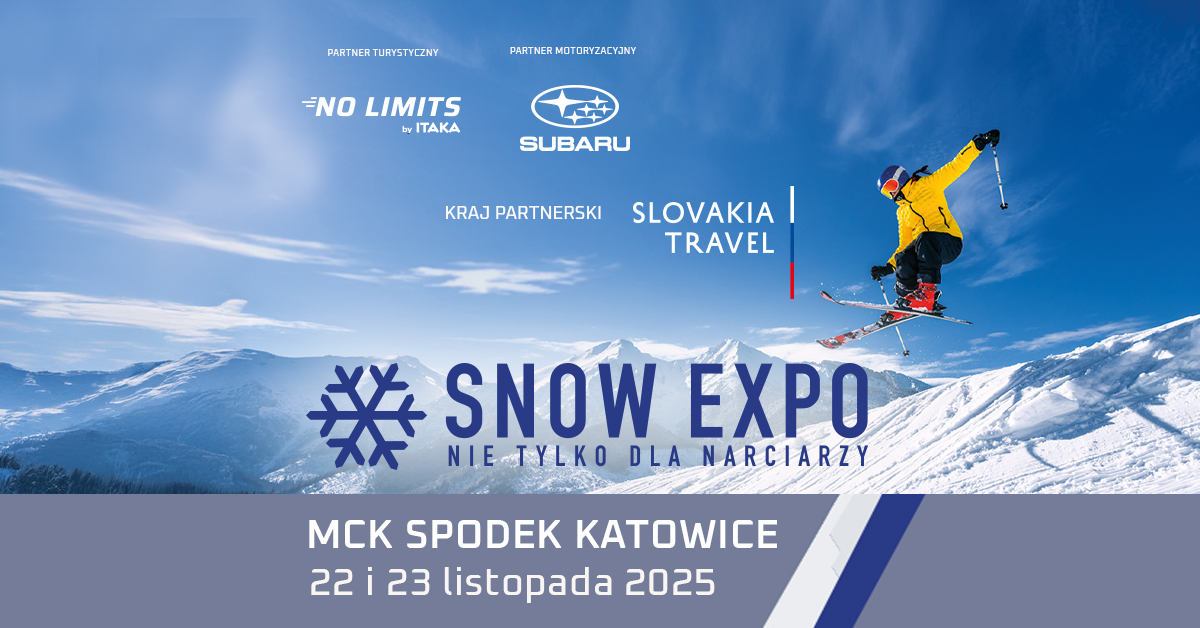 PARTNER TURYSTYCZNY
PARTNER MOTORYZACYJNY
NO LIMITS
by ITAKA
SUBARU
KRAJ PARTNERSKI
SLOVAKIA
TRAVEL
SNOW EXPO
NIE TYLKO DLA NARCIARZY
MCK SPODEK KATOWICE
22 i 23 listopada 2025